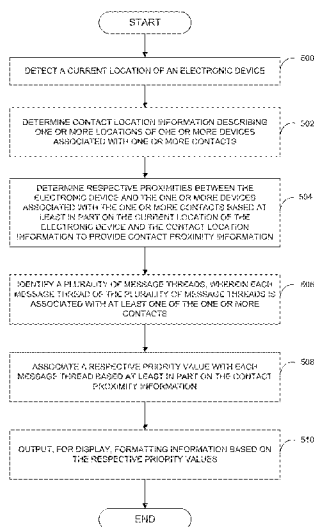 START
500
DETECT A CURRENT LOCATION OF AN ELECTRONIC DEVICE
502
DETERMINE CONTACT LOCATION INFORMATION DESCRIBING
ONE OR MORE LOCATIONS OF ONE OR MORE DEVICES
ASSOCIATED WITH ONE OR MORE CONTACTS
504
DETERMINE RESPECTIVE PROXIMITIES BETWEEN THE
ELECTRONIC DEVICE AND THE ONE OR MORE DEVICES
ASSOCIATED WITH THE ONE OR MORE CONTACTS BASED AT
LEAST IN PART ON THE CURRENT LOCATION OF THE
ELECTRONIC DEVICE AND THE CONTACT LOCATION
INFORMATION TO PROVIDE CONTACT PROXIMITY INFORMATION
506
IDENTIFY A PLURALITY OF MESSAGE THREADS, WHEREIN EACH
MESSAGE THREAD OF THE PLURALITY OF MESSAGE THREADS IS
ASSOCIATED WITH AT LEAST ONE OF THE ONE OR MORE
CONTACTS
508
ASSOCIATE A RESPECTIVE PRIORITY VALUE WITH EACH
MESSAGE THREAD BASED AT LEAST IN PART ON THE CONTACT
PROXIMITY INFORMATION
510
OUTPUT, FOR DISPLAY, FORMATTING INFORMATION BASED ON
THE RESPECTIVE PRIORITY VALUES
END